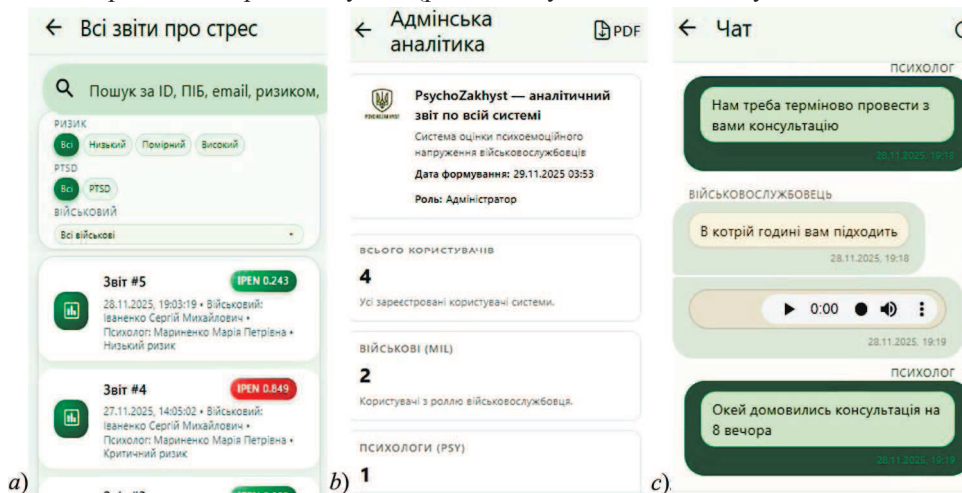 ← Всі звіти про стрес
Пошук за ID, ПІБ, email, ризиком,
РИЗИК
Всі Низький Помірний Високий
PTSD
Всі PTSD
ВІЙСЬКОВИЙ
Всі військові
Звіт #5 IPEN 0.243
28.11.2025, 19:03:19 • Військовий:
Іваненко Сергій Михайлович •
Психолог: Мариненко Марія Петрівна •
Низький ризик
Звіт #4 IPEN 0.849
27.11.2025, 14:05:02 • Військовий:
Іваненко Сергій Михайлович •
Психолог: Мариненко Марія Петрівна •
Критичний ризик
a)
← Адмінська
аналітика
PDF
PSYCHOZAKHYST
PsychoZakhyst — аналітичний
звіт по всій системі
Система оцінки психоемоційного
напруження військовослужбовців
Дата формування: 29.11.2025 03:53
Роль: Адміністратор
ВСЬОГО КОРИСТУВАЧІВ
4
Усі зареєстровані користувачі системи.
ВІЙСЬКОВІ (MIL)
2
Користувачі з роллю військовослужбовця.
ПСИХОЛОГИ (PSY)
1
b)
← Чат
ПСИХОЛОГ
Нам треба терміново провести з
вами консультацію
28.11.2025, 19:18
ВІЙСЬКОВОСЛУЖБОВЕЦЬ
В котрій годині вам підходить
28.11.2025, 19:18
0:00
28.11.2025, 19:19
ПСИХОЛОГ
Окей домовились консультація на
8 вечора
28.11.2025, 19:19
c)